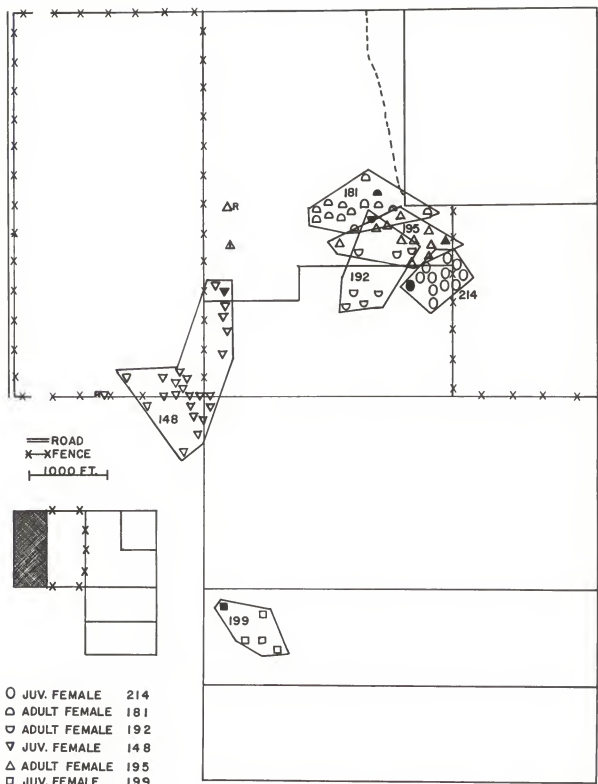 181
R
195
192
214
148
R
ROAD
FENCE
1000 FT.
199
JUV. FEMALE 214
ADULT FEMALE 181
ADULT FEMALE 192
JUV. FEMALE 148
ADULT FEMALE 195
JUV. FEMALE 199